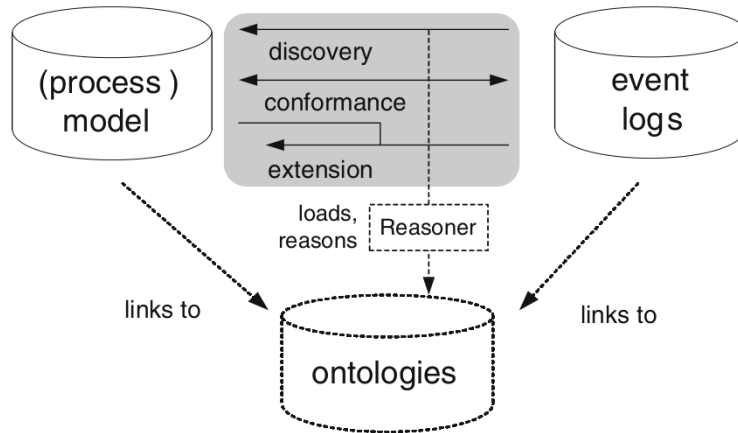 (process )
model
discovery
conformance
extension
event
logs
loads,
reasons
Reasoner
links to
links to
ontologies